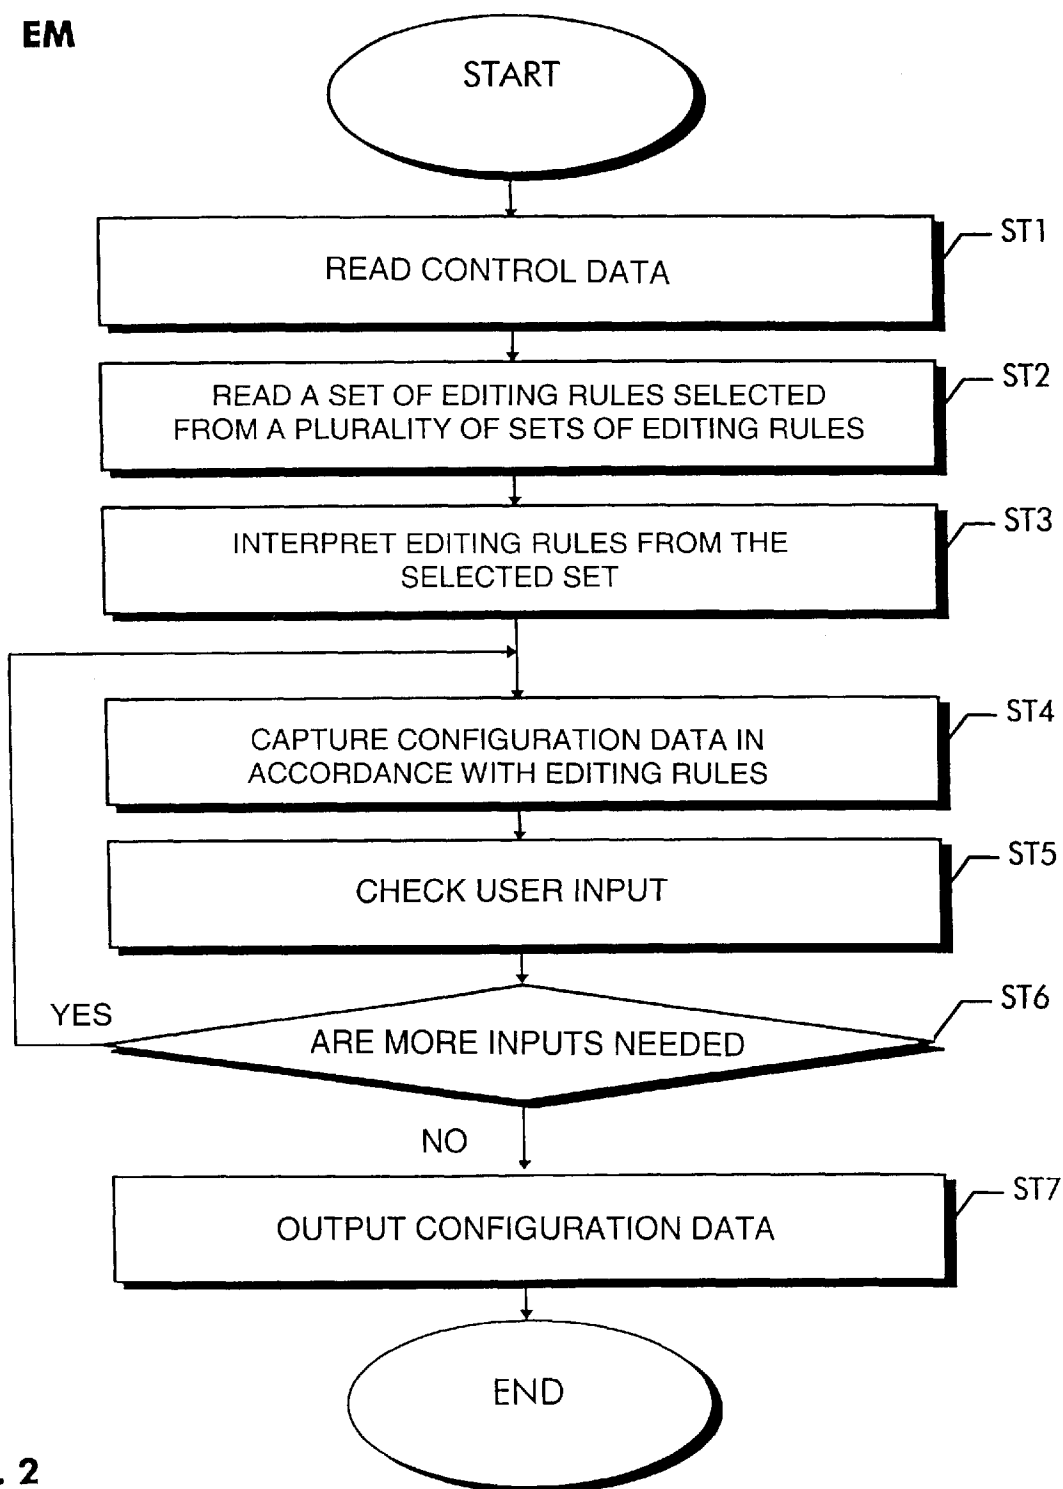 EM
START
ST1
READ CONTROL DATA
ST2
READ A SET OF EDITING RULES SELECTED
FROM A PLURALITY OF SETS OF EDITING RULES
ST3
INTERPRET EDITING RULES FROM THE
SELECTED SET
ST4
CAPTURE CONFIGURATION DATA IN
ACCORDANCE WITH EDITING RULES
ST5
CHECK USER INPUT
ST6
YES
ARE MORE INPUTS NEEDED
NO
ST7
OUTPUT CONFIGURATION DATA
END
. 2